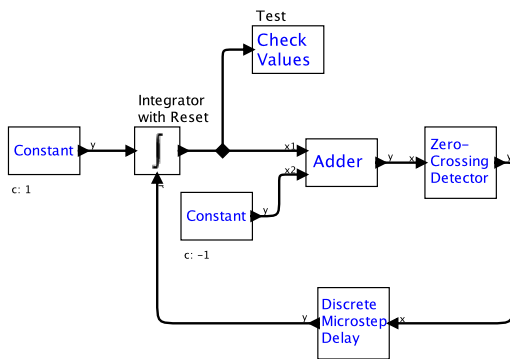 Test
Check
Values
Integrator
with Reset
Constant
y
c: 1
x1
x2
Adder
y
x
Zero-
Crossing
Detector
y
Constant
y
c: -1
r
Discrete
Microstep
Delay
y
x